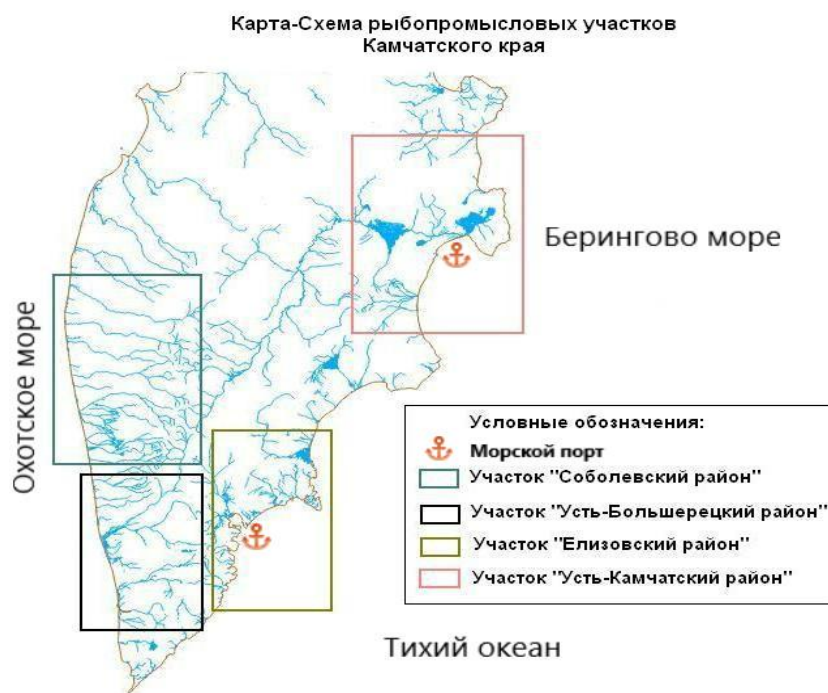 Карта-Схема рыбопромысловых участков
Камчатского края
Берингово море
Охотское море
Условные обозначения:
Морской порт
Участок "Соболевский район"
Участок "Усть-Большерецкий район"
Участок "Елизовский район"
Участок "Усть-Камчатский район"
Тихий океан